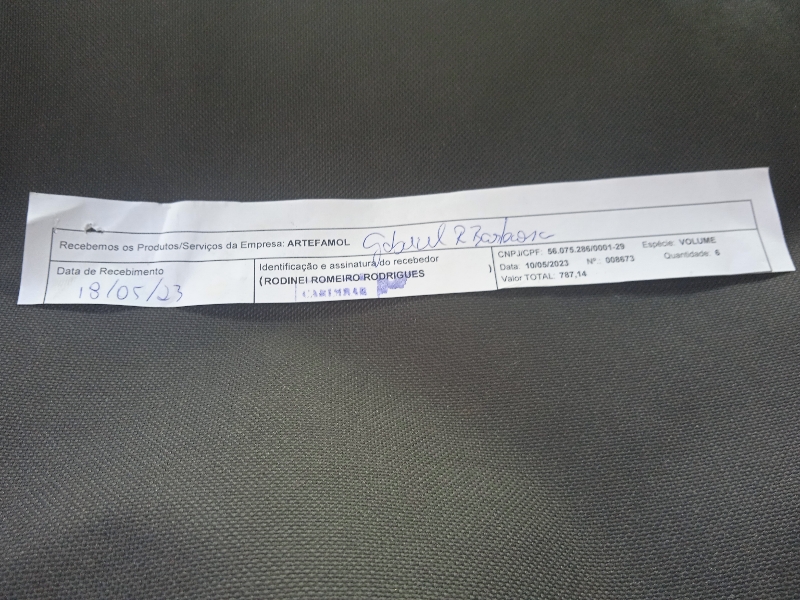 Recebemos os Produtos/Serviços da Empresa: ARTEFAMOL Gabriel R Barbosa
Data de Recebimento
18/05/23
Identificação e assinatura do recebedor
(RODINEI ROMEIRO RODRIGUES )
CNPJ/CPF: 56.075.286/0001-29 Espécie: VOLUME
Data: 10/05/2023 Nº: 008673 Quantidade: 6
Valor TOTAL: 787,14